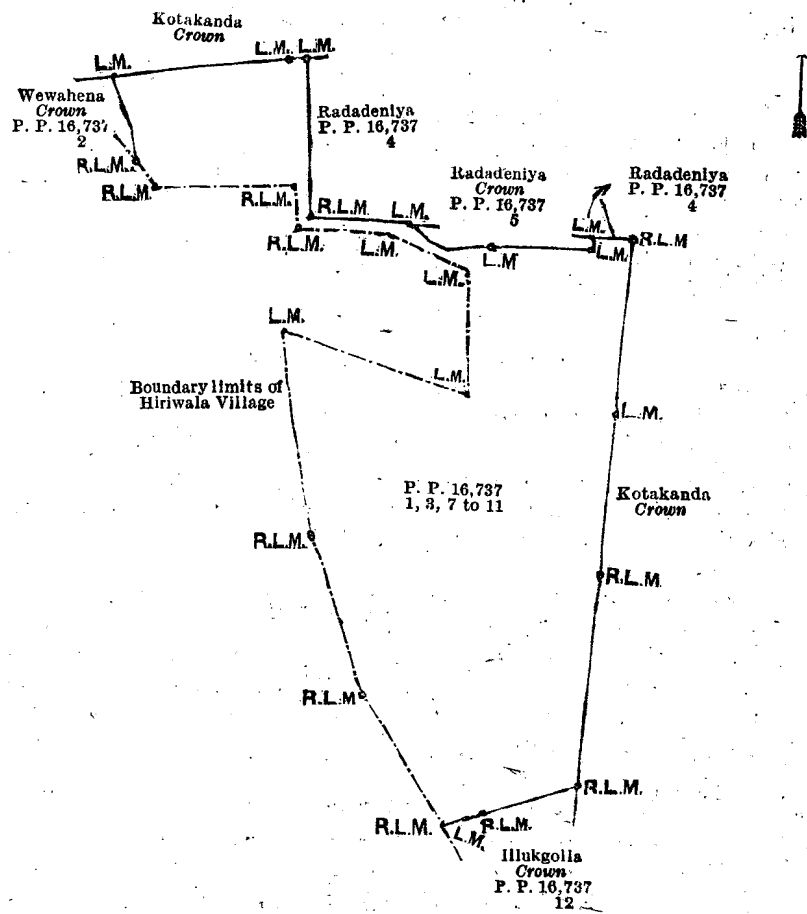 Kotakanda
Crown
L.M. L.M. L.M.
Wewahena
Crown
P. P. 16,737
2
Radadeniya
P. P. 16,737
4
R.L.M.
R.L.M.
R.L.M.
R.L.M.
L.M.
Radadeniya
Crown
P. P. 16,737
5
Radadeniya
P. P. 16,737
4
L.M.
R.L.M
L.M.
R.L.M.
L.M.
L.M
L.M.
L.M.
L.M.
Boundary limits of
Hiriwala Village
L.M.
P. P. 16,737
1, 3, 7 to 11
Kotakanda
Crown
R.L.M.
R.L.M.
R.L.M
R.L.M.
R.L.M.
R.L.M.
L.M.
Illukgolla
Crown
P. P. 16,737
12